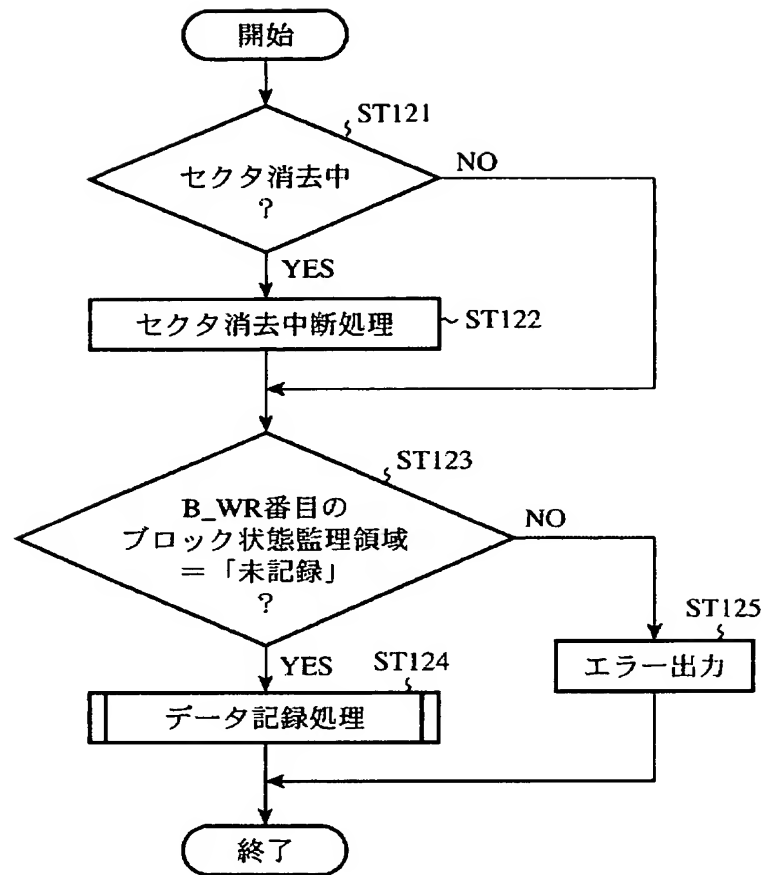 開始
ST121
セクタ消去中
?
NO
YES
セクタ消去中断処理
ST122
ST123
B_WR番目の
ブロック状態監理領域
=「未記録」
?
NO
YES
ST125
エラー出力
ST124
データ記録処理
終了